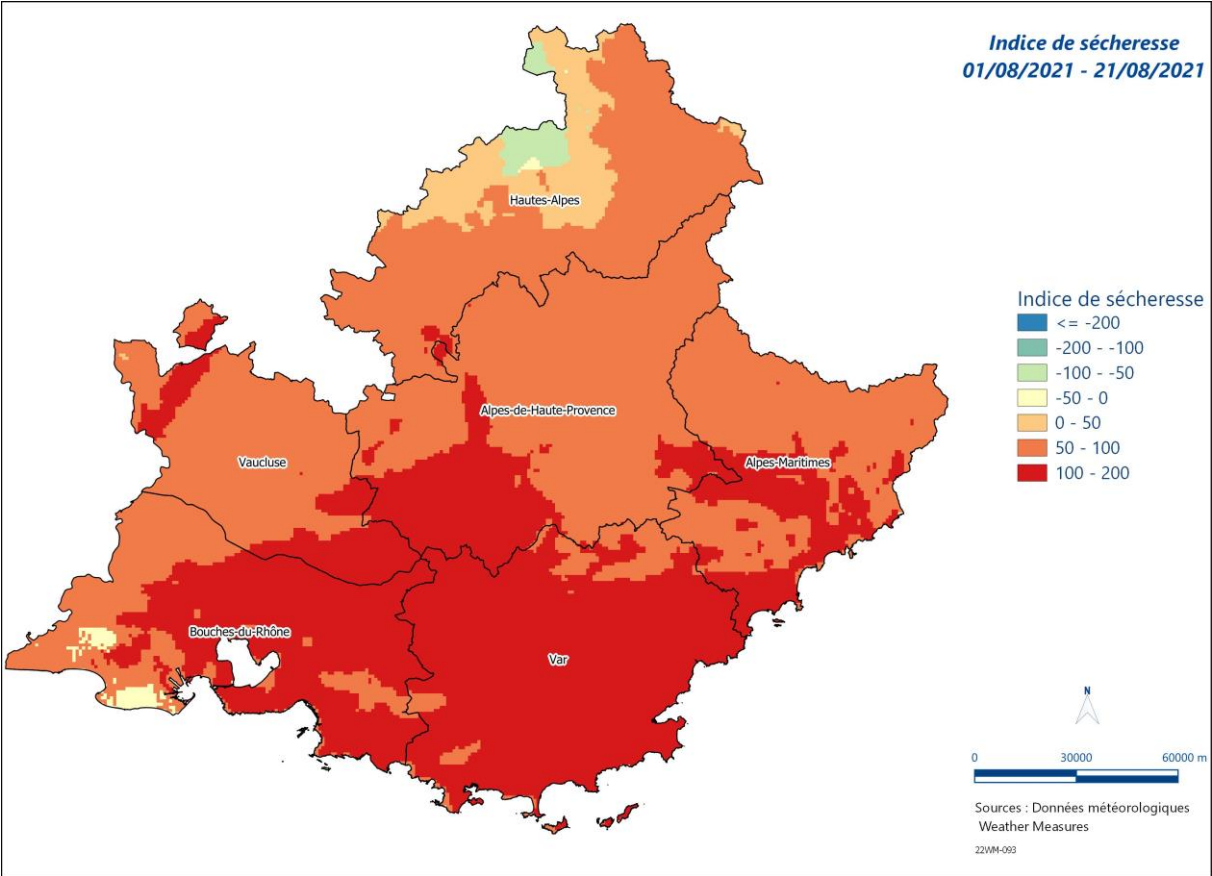 Indice de sécheresse
01/08/2021 - 21/08/2021
Hautes-Alpes
Indice de sécheresse
<= -200
-200 - -100
-100 - -50
-50 - 0
0 - 50
50 - 100
100 - 200
Alpes-de-Haute-Provence
Vaucluse
Alpes-Maritimes
Bouches-du-Rhône
Var
N
0 30000 60000 m
Sources : Données météorologiques
Weather Measures
22WM-093